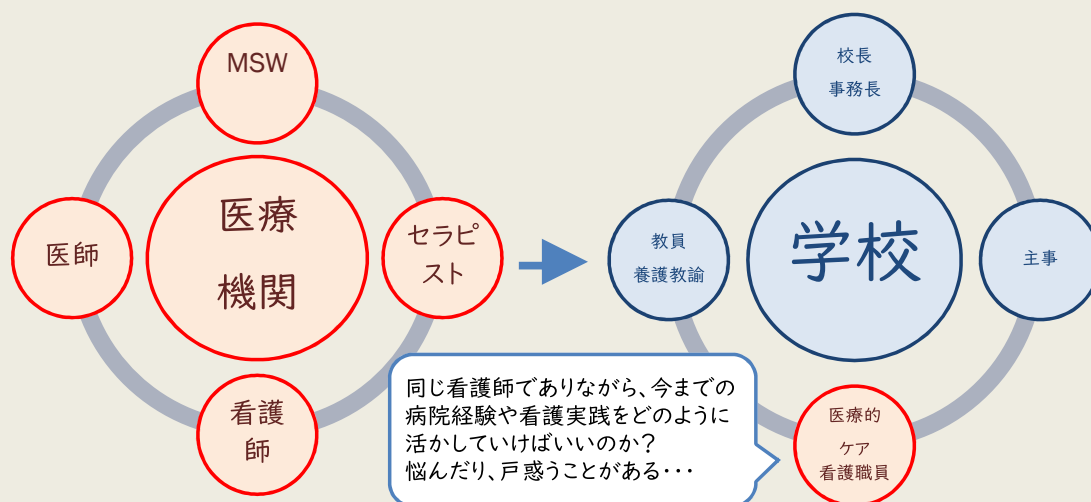 MSW
医師
医療
機関
セラピ
スト
看護
師
校長
事務長
教員
養護教諭
学校
主事
医療的
ケア
看護職員
同じ看護師でありながら、今までの
病院経験や看護実践をどのように
活かしていけばいいのか?
悩んだり、戸惑うことがある・・・